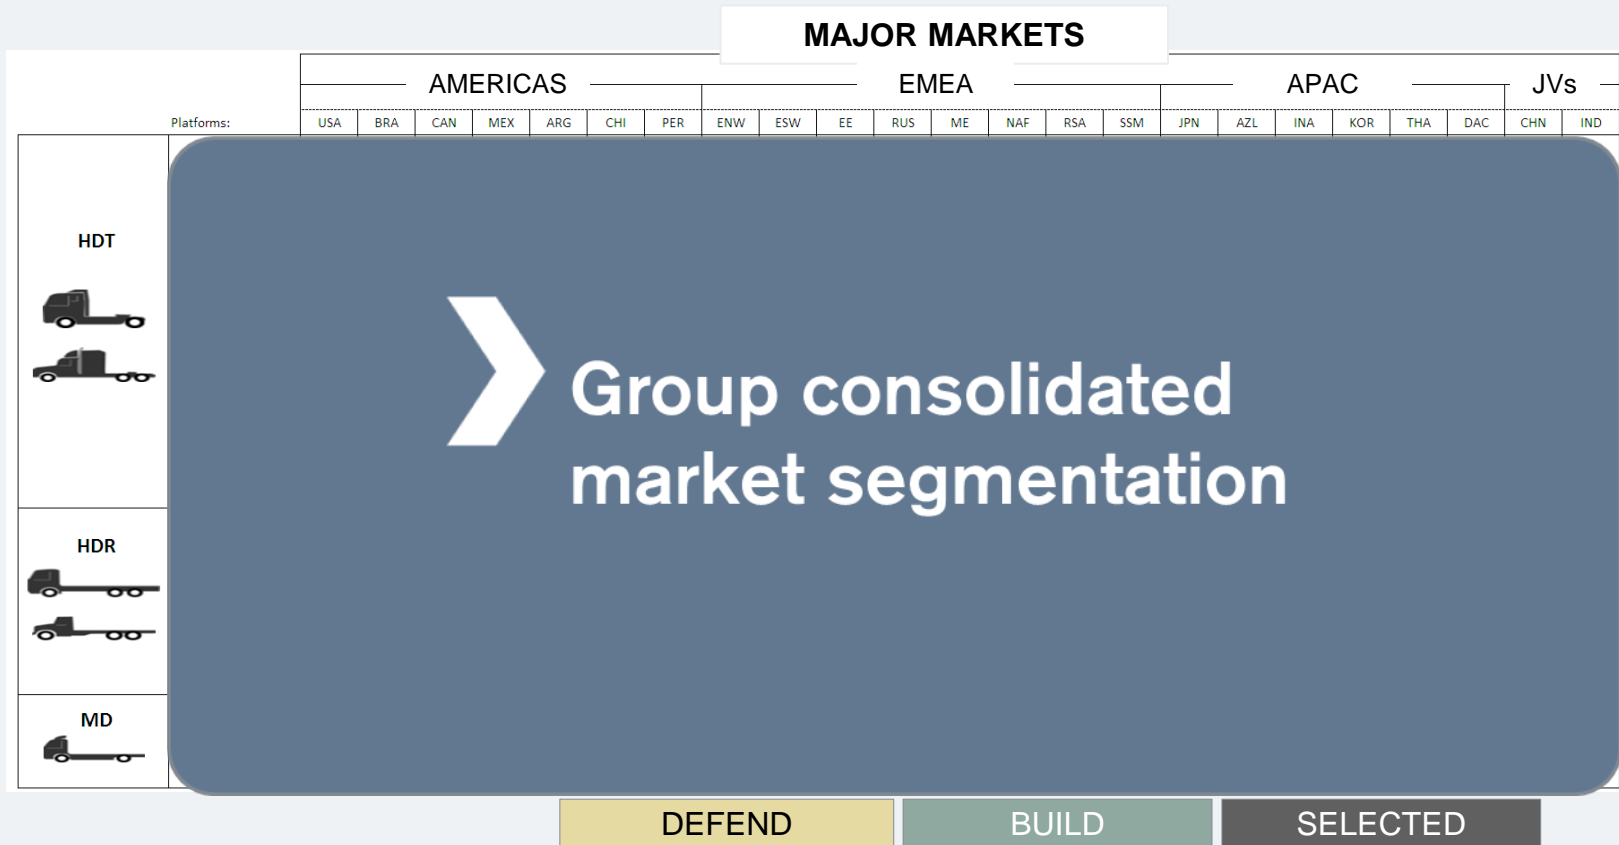 MAJOR MARKETS
AMERICAS EMEA APAC JVs
Platforms: USA BRA CAN MEX ARG CHI PER ENW ESW EE RUS ME NAF RSA SSM JPN AZL INA KOR THA DAC CHN IND
HDT
Group consolidated
market segmentation
HDR
MD
DEFEND BUILD SELECTED